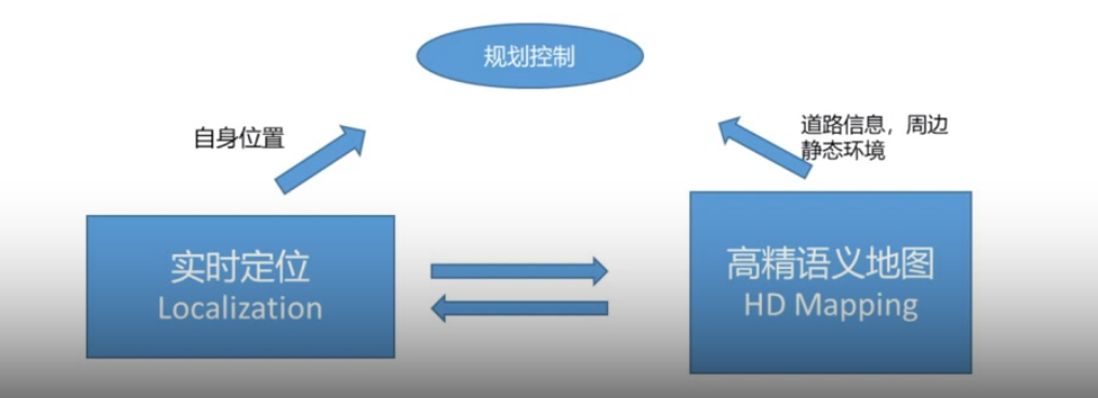 规划控制
自身位置
道路信息，周边
静态环境
实时定位
Localization
高精语义地图
HD Mapping